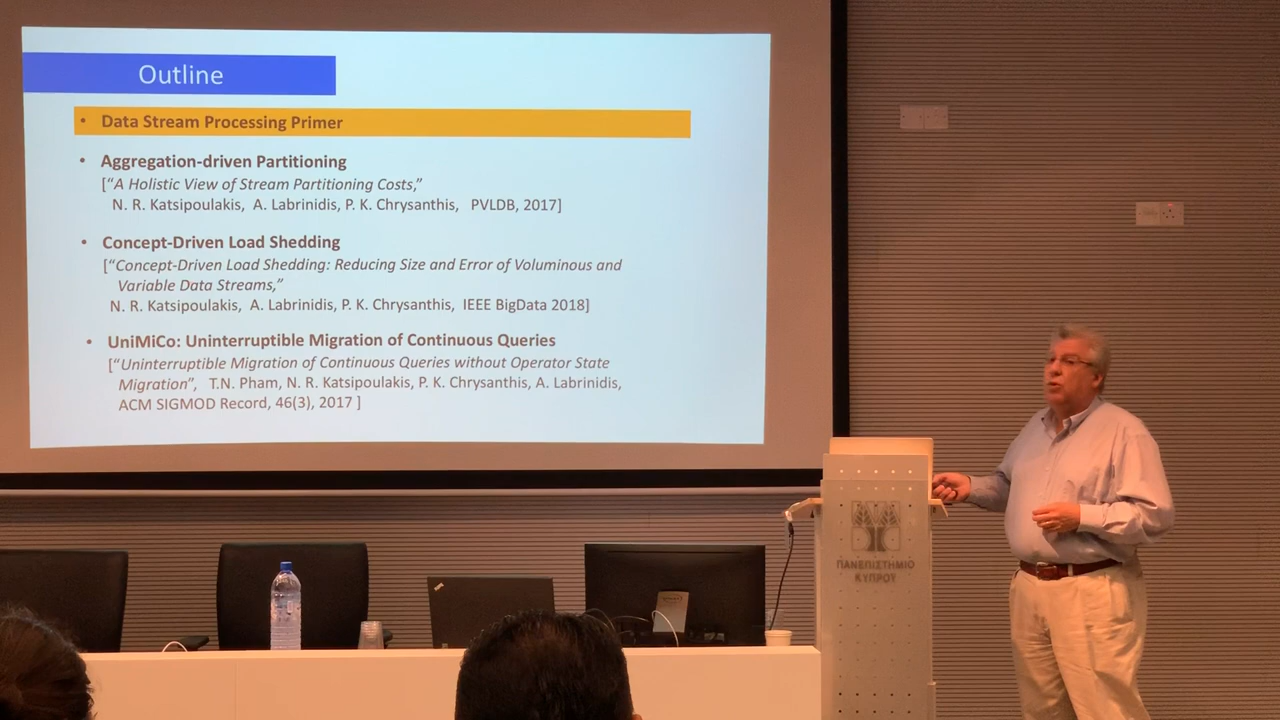 Outline
• Data Stream Processing Primer
• Aggregation-driven Partitioning
["A Holistic View of Stream Partitioning Costs,"
N. R. Katsipoulakis, A. Labrinidis, P. K. Chrysanthis, PVLDB, 2017]
• Concept-Driven Load Shedding
["Concept-Driven Load Shedding: Reducing Size and Error of Voluminous and
Variable Data Streams,"
N. R. Katsipoulakis, A. Labrinidis, P. K. Chrysanthis, IEEE BigData 2018]
• UniMiCo: Uninterruptible Migration of Continuous Queries
["Uninterruptible Migration of Continuous Queries without Operator State
Migration", T.N. Pham, N. R. Katsipoulakis, P. K. Chrysanthis, A. Labrinidis,
ACM SIGMOD Record, 46(3), 2017 ]
ΠΑΝΕΠΙΣΤΗΜΙΟ
ΚΥΠΡΟΥ